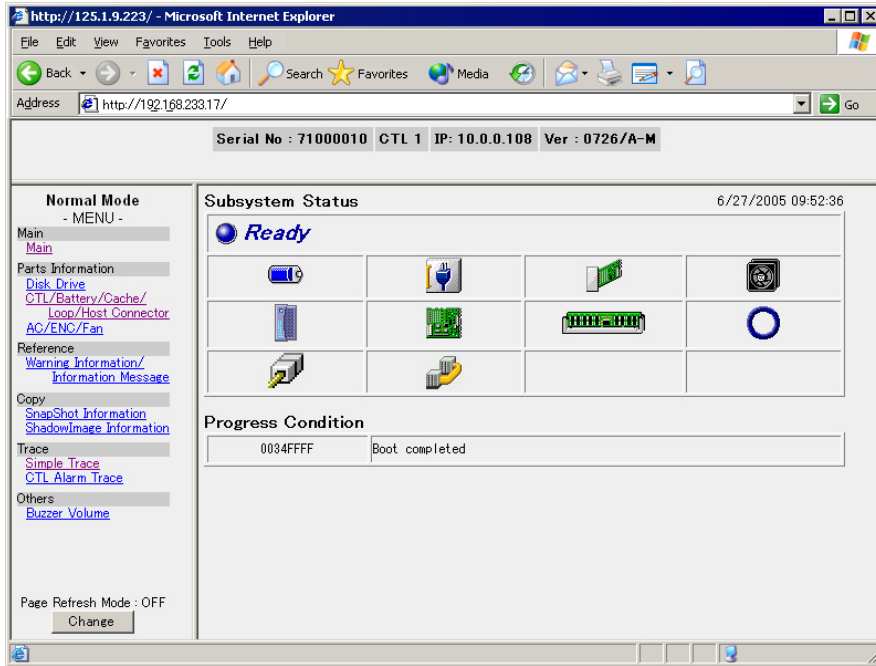 http://125.1.9.223/ - Microsoft Internet Explorer
File Edit View Favorites Tools Help
Back Search Favorites Media
Address http://192.168.233.17/ Go
Serial No : 71000010 CTL 1 IP: 10.0.0.108 Ver : 0726/A-M
Normal Mode
- MENU -
Main
Main
Parts Information
Disk Drive
CTL/Battery/Cache/
Loop/Host Connector
AC/ENC/Fan
Reference
Warning Information/
Information Message
Copy
SnapShot Information
ShadowImage Information
Trace
Simple Trace
CTL Alarm Trace
Others
Buzzer Volume
Page Refresh Mode : OFF
Change
Subsystem Status 6/27/2005 09:52:36
Ready
Progress Condition
0034FFFF Boot completed